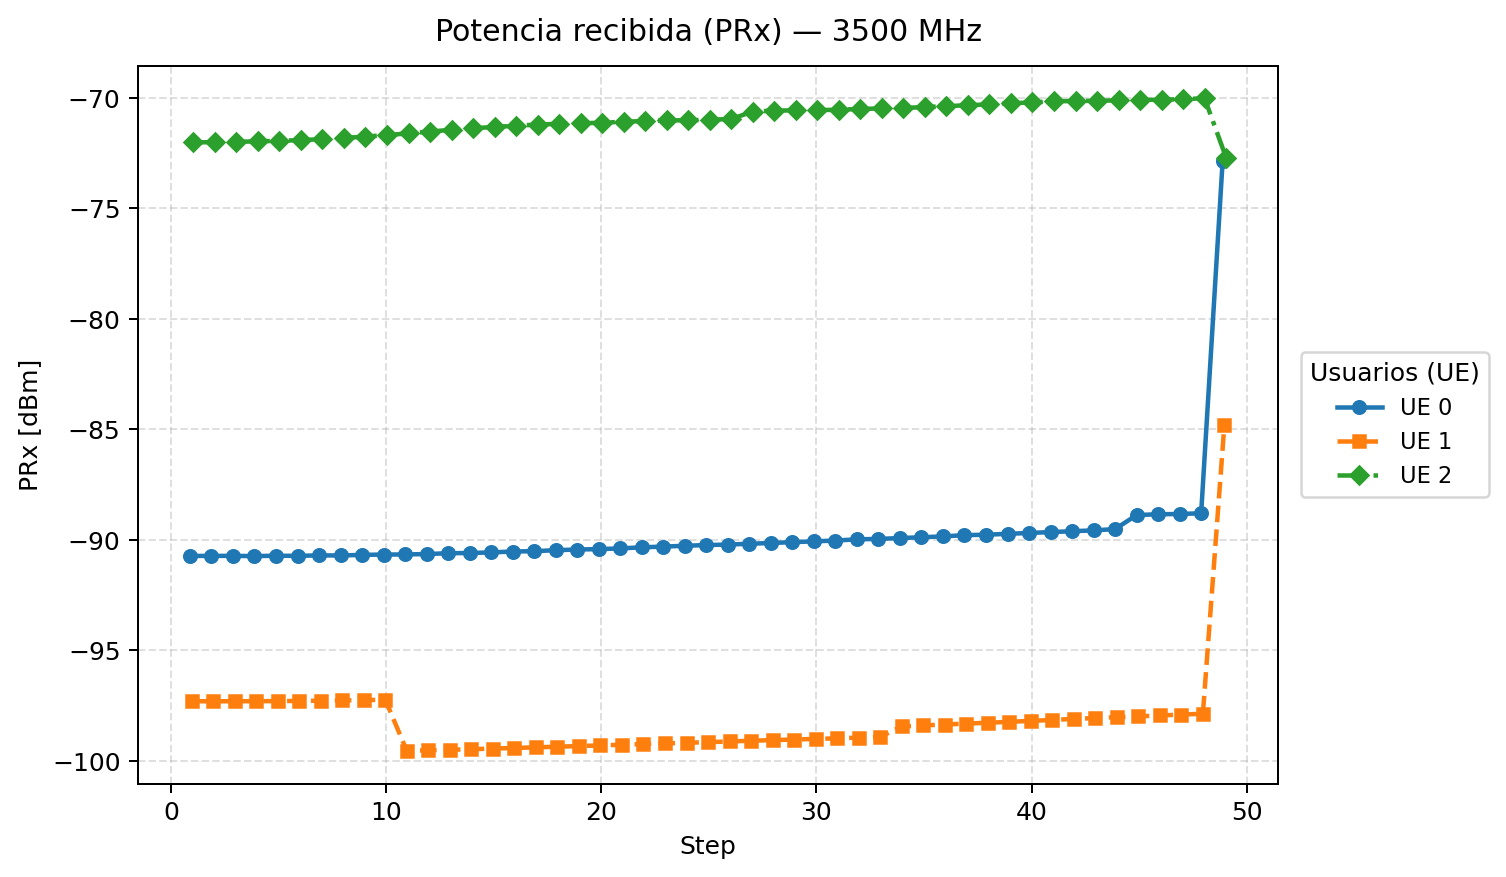 Potencia recibida (PRx) — 3500 MHz
−70
−75
−80
−85
−90
−95
−100
PRx [dBm]
0
10
20
30
40
50
Step
Usuarios (UE)
UE 0
UE 1
UE 2